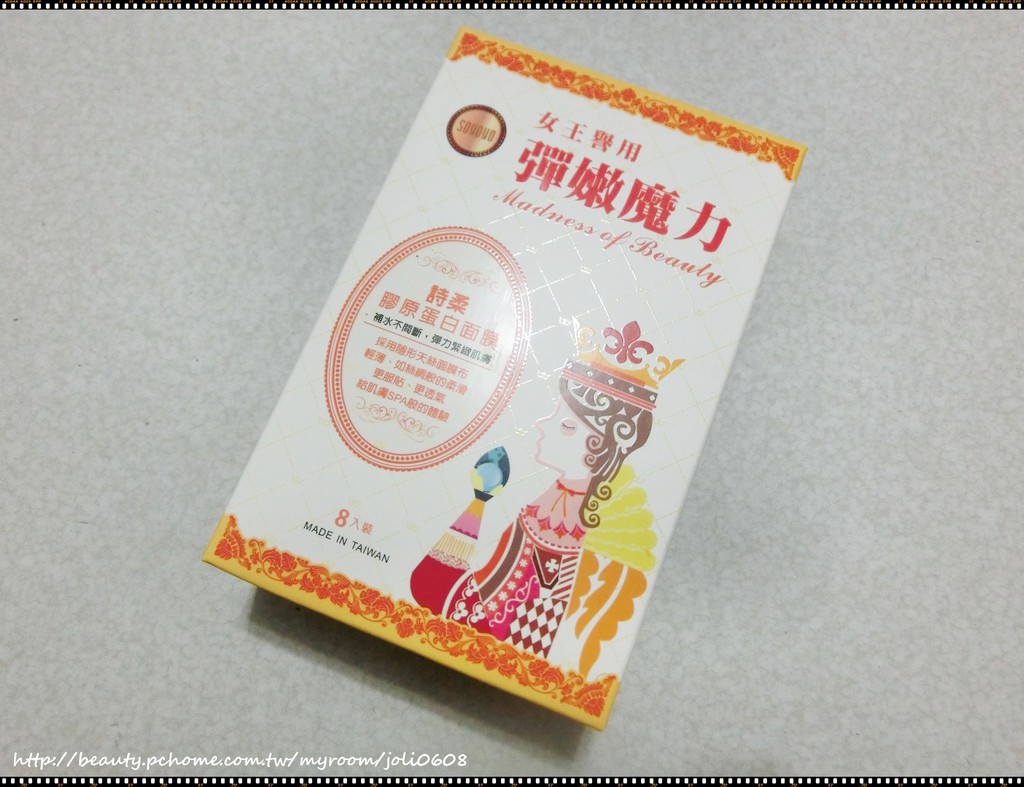 SOUDUO
女王譽用
彈嫩魔力
Madness of Beauty
詩柔
膠原蛋白面膜
補水不間斷，彈力緊緻肌膚
採用隱形天絲面膜布
輕薄、如絲綢般的柔滑
更服貼、更透氣
給肌膚SPA般的體驗
8入裝
MADE IN TAIWAN
http://beauty.pchome.com.tw/myroom/joli0608